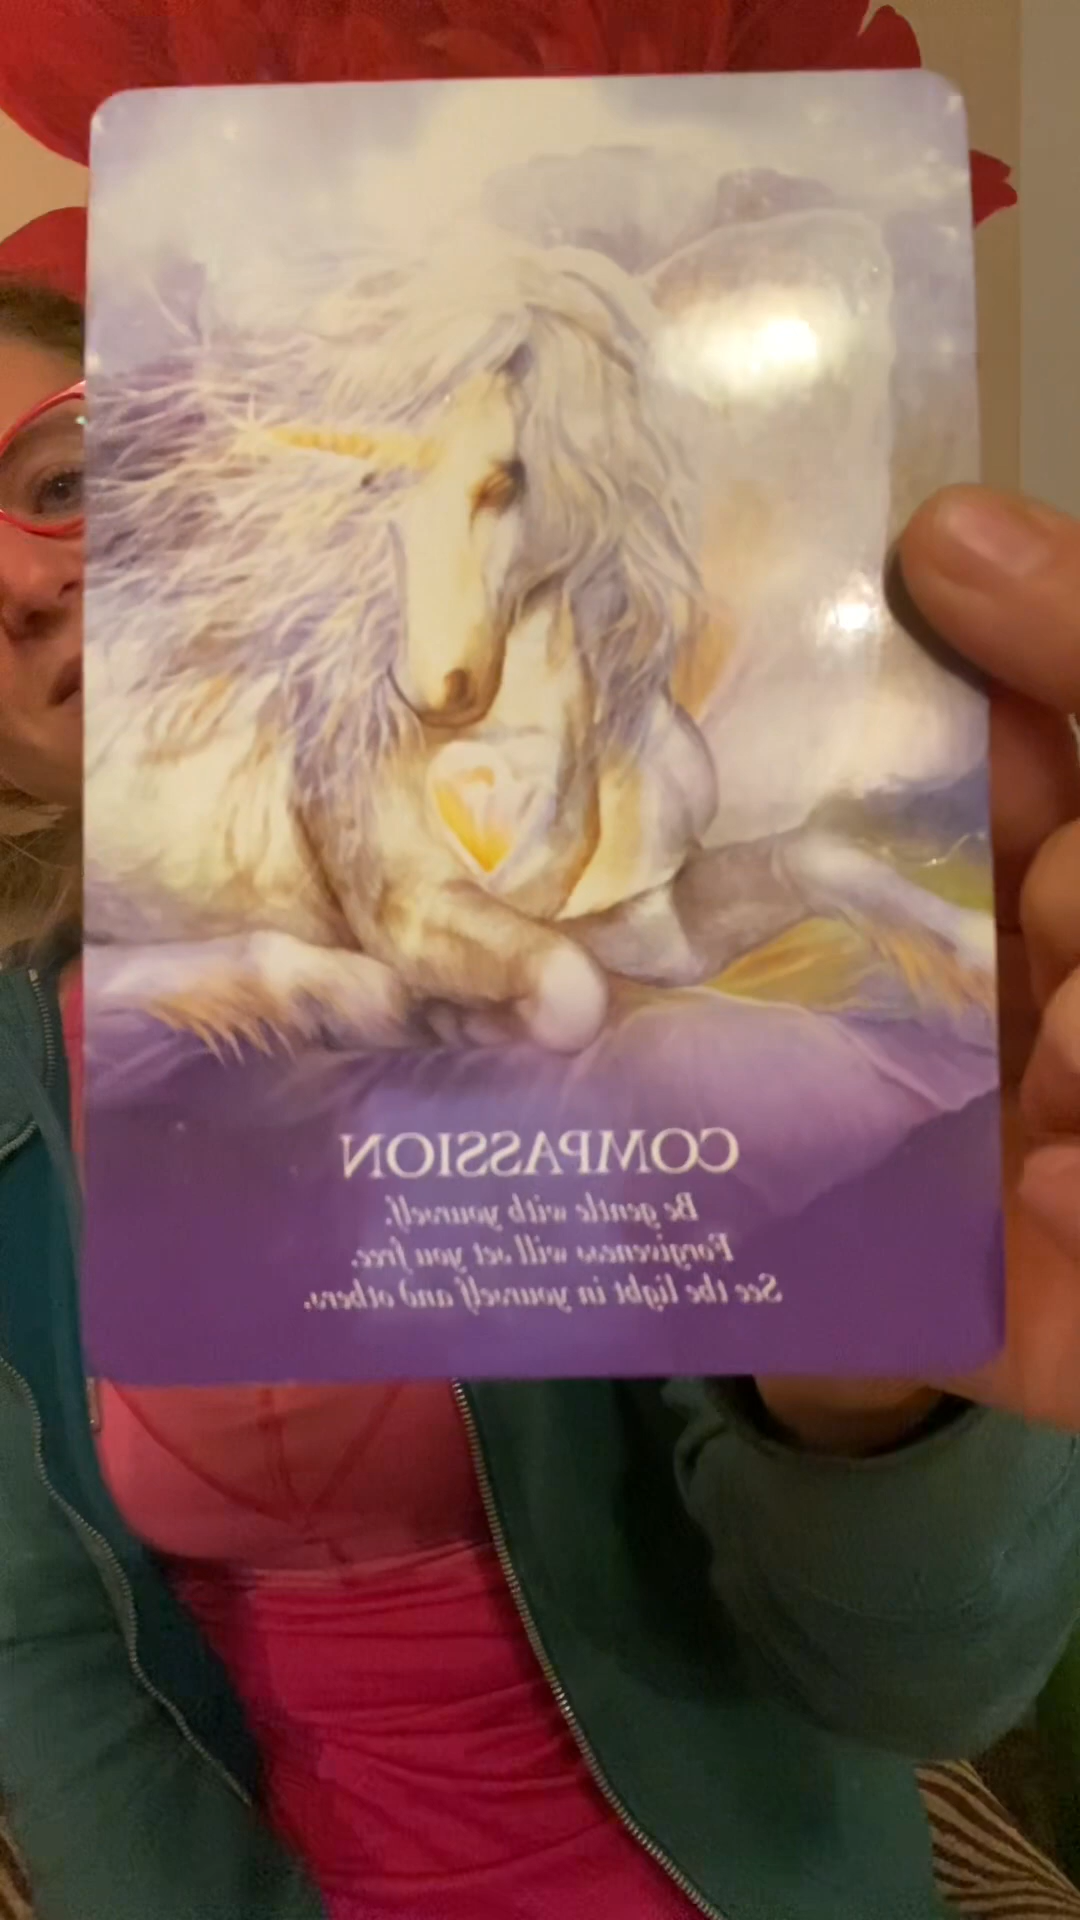 COMPASSION
Be gentle with yourself.
Forgiveness will set you free.
See the light in yourself and others.